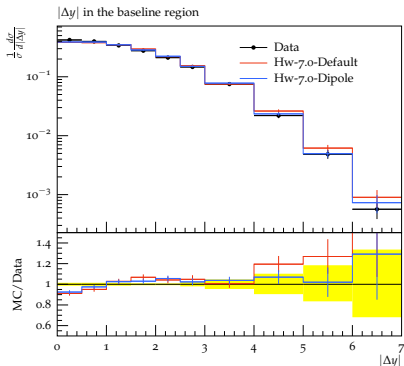 |Δy| in the baseline region
1/σ dσ/d|Δy|
Data
Hw-7.0-Default
Hw-7.0-Dipole
10⁻¹
10⁻²
10⁻³
MC/Data
1.4
1.2
1
0.8
0.6
0 1 2 3 4 5 6 7
|Δy|